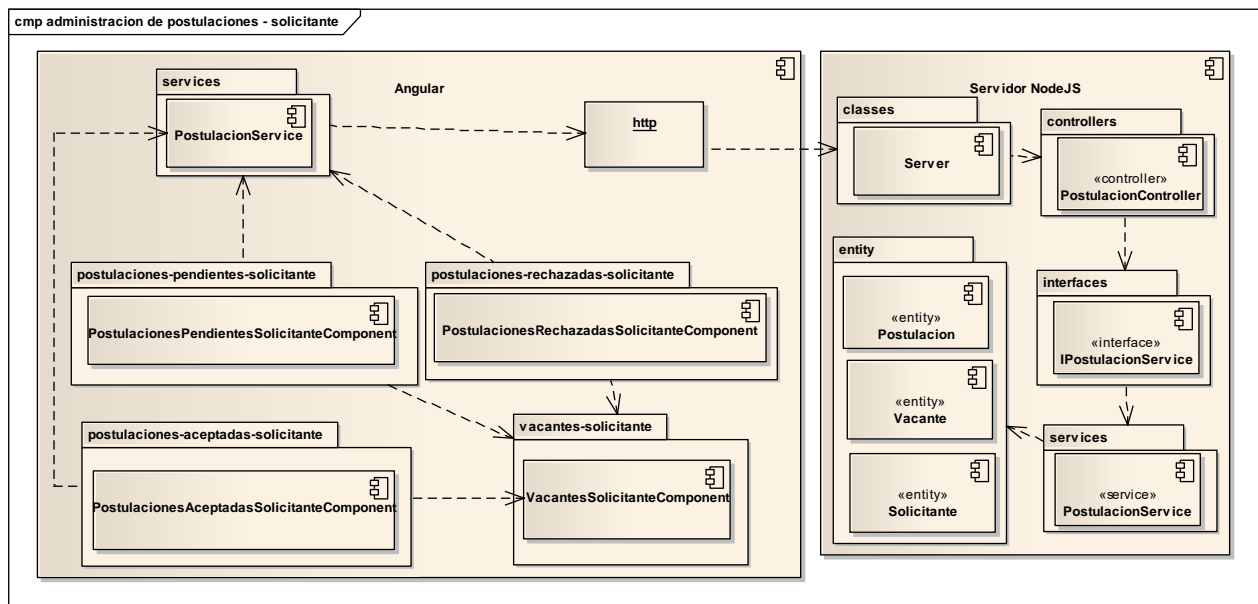 cmp administracion de postulaciones - solicitante
Angular
services
PostulacionService
http
postulaciones-pendientes-solicitante
PostulacionesPendientesSolicitanteComponent
postulaciones-rechazadas-solicitante
PostulacionesRechazadasSolicitanteComponent
postulaciones-aceptadas-solicitante
PostulacionesAceptadasSolicitanteComponent
vacantes-solicitante
VacantesSolicitanteComponent
Servidor NodeJS
classes
Server
controllers
«controller»
PostulacionController
entity
«entity»
Postulacion
«entity»
Vacante
«entity»
Solicitante
interfaces
«interface»
IPostulacionService
services
«service»
PostulacionService